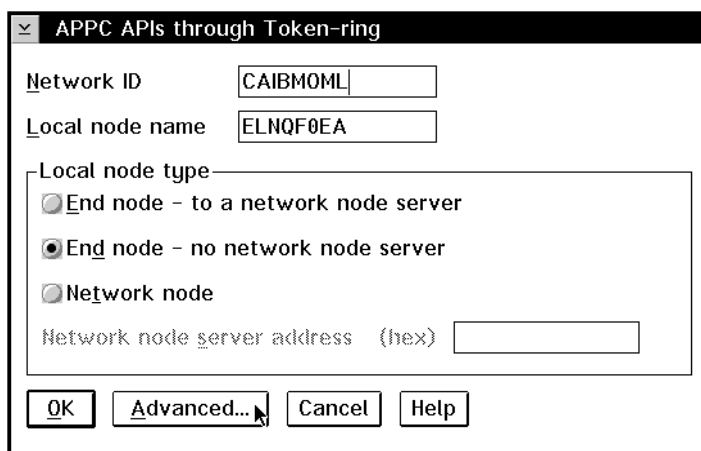 APPC APIs through Token-ring
Network ID CAIBMOML
Local node name ELNQF0EA
Local node type
End node - to a network node server
End node - no network node server
Network node
Network node server address (hex)
OK Advanced... Cancel Help